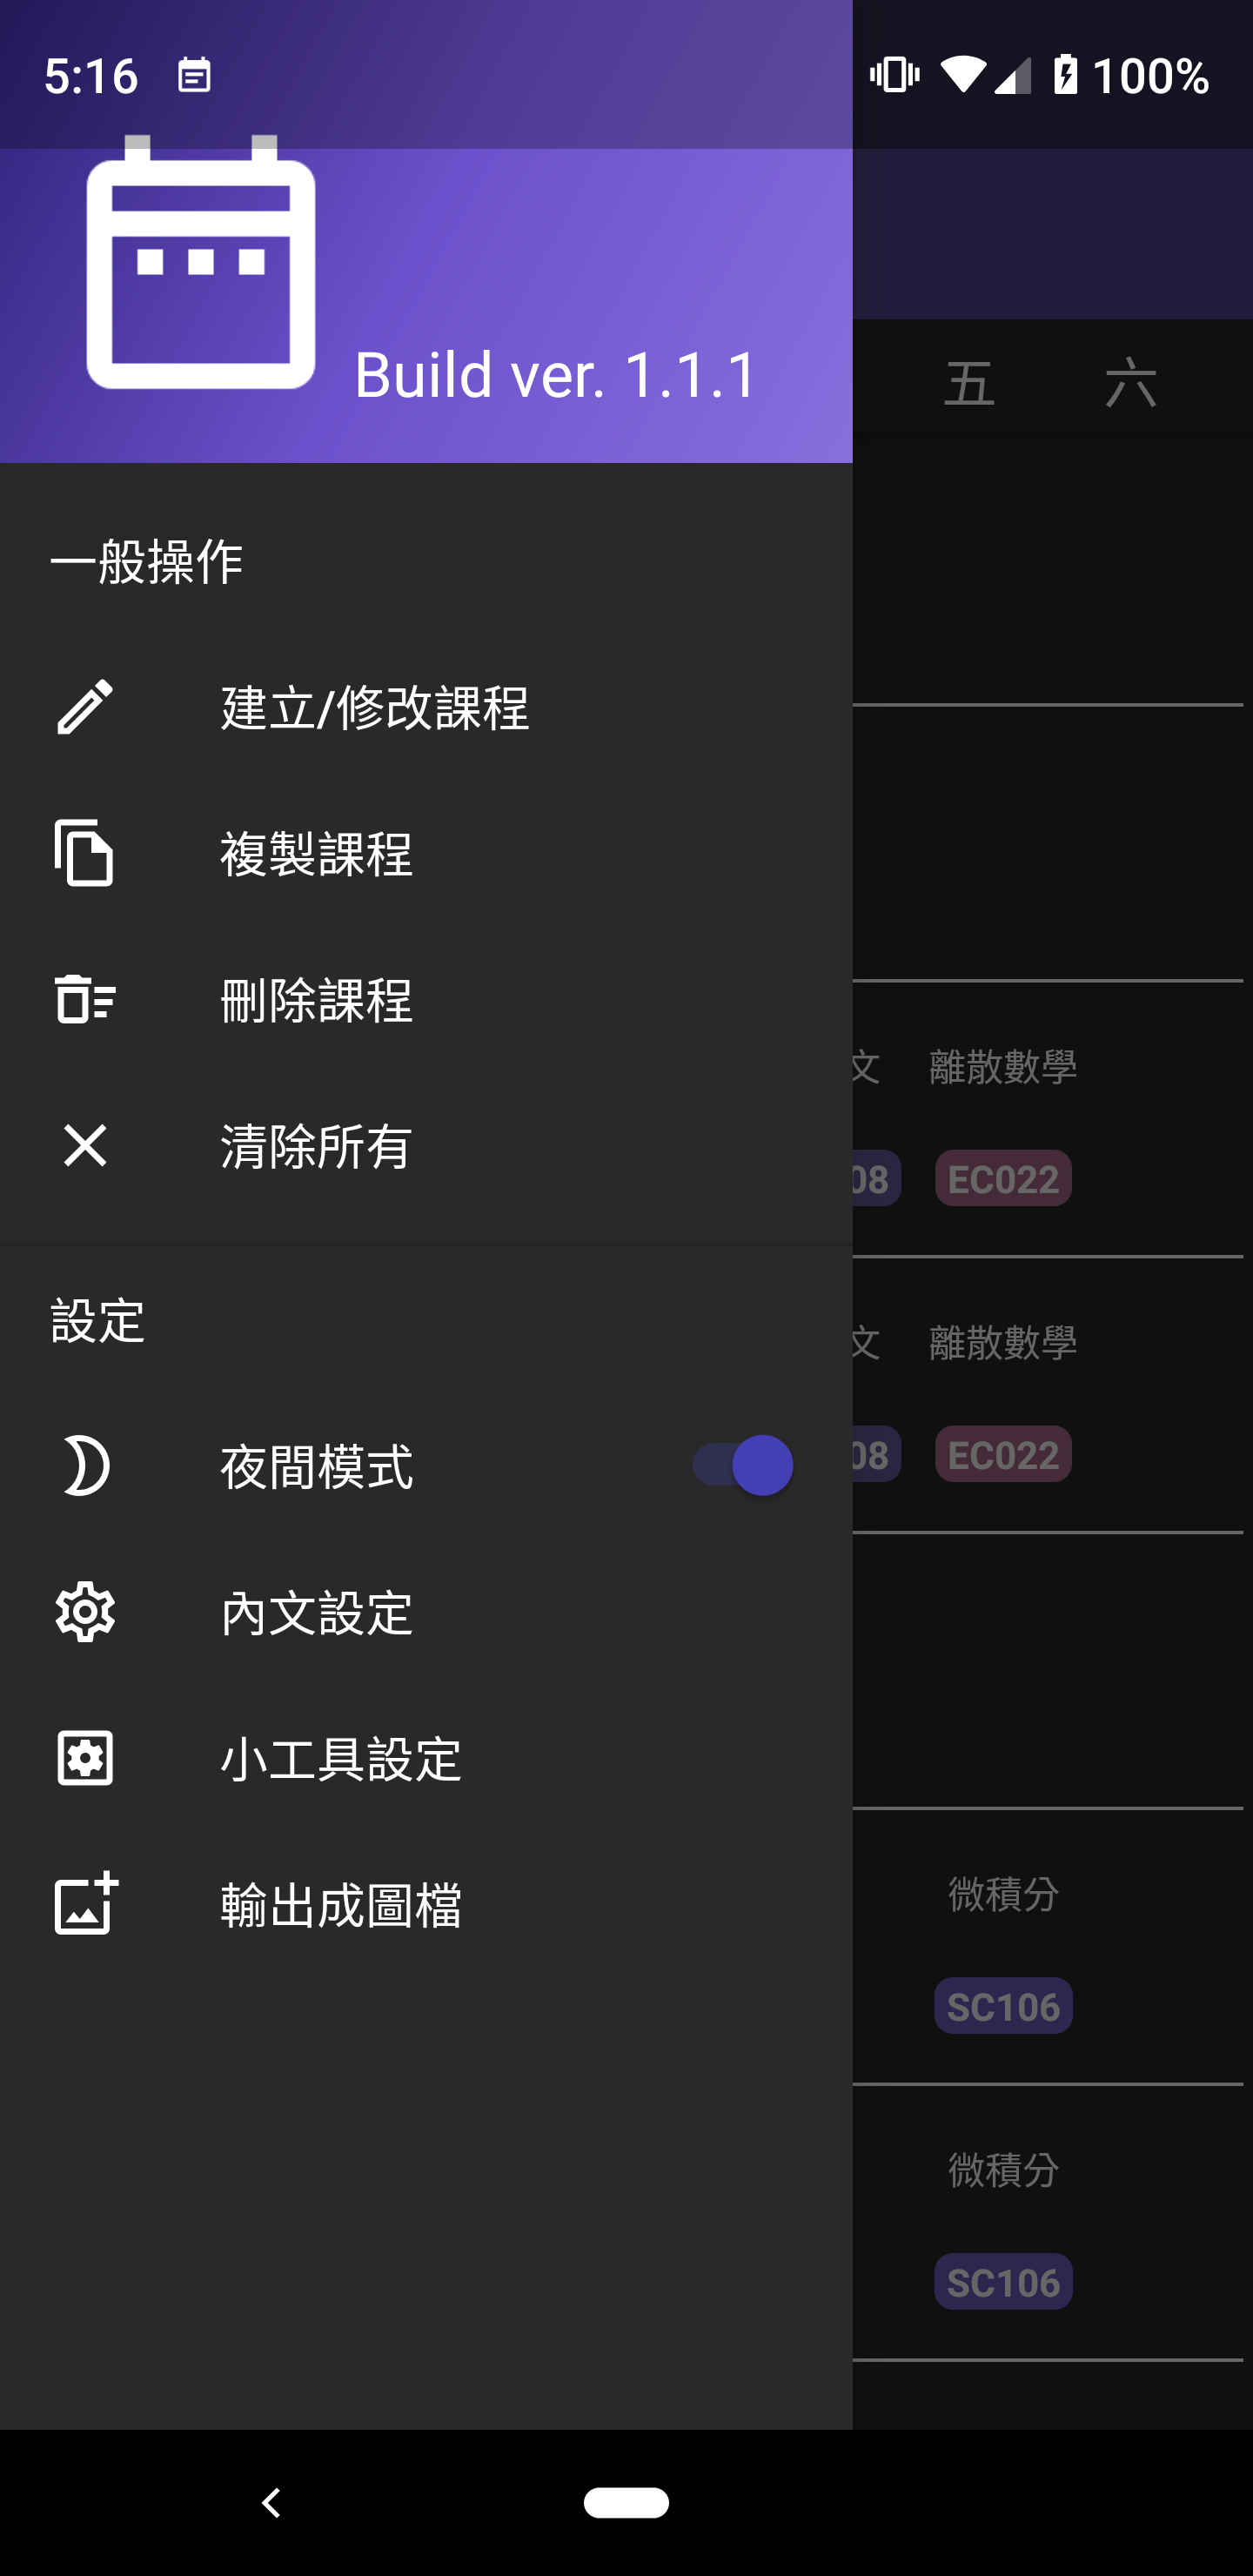 5:16
100%
Build ver. 1.1.1
五 六
一般操作
建立/修改課程
複製課程
刪除課程
清除所有
設定
夜間模式
內文設定
小工具設定
輸出成圖檔
文 離散數學
08 EC022
文 離散數學
08 EC022
微積分
SC106
微積分
SC106